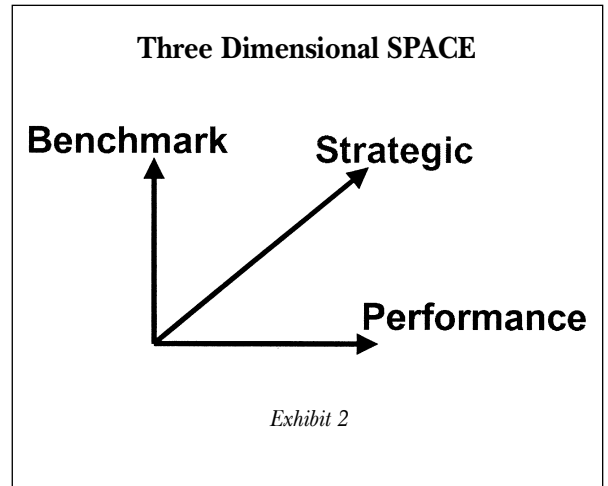 Three Dimensional SPACE
Benchmark
Strategic
Performance
Exhibit 2